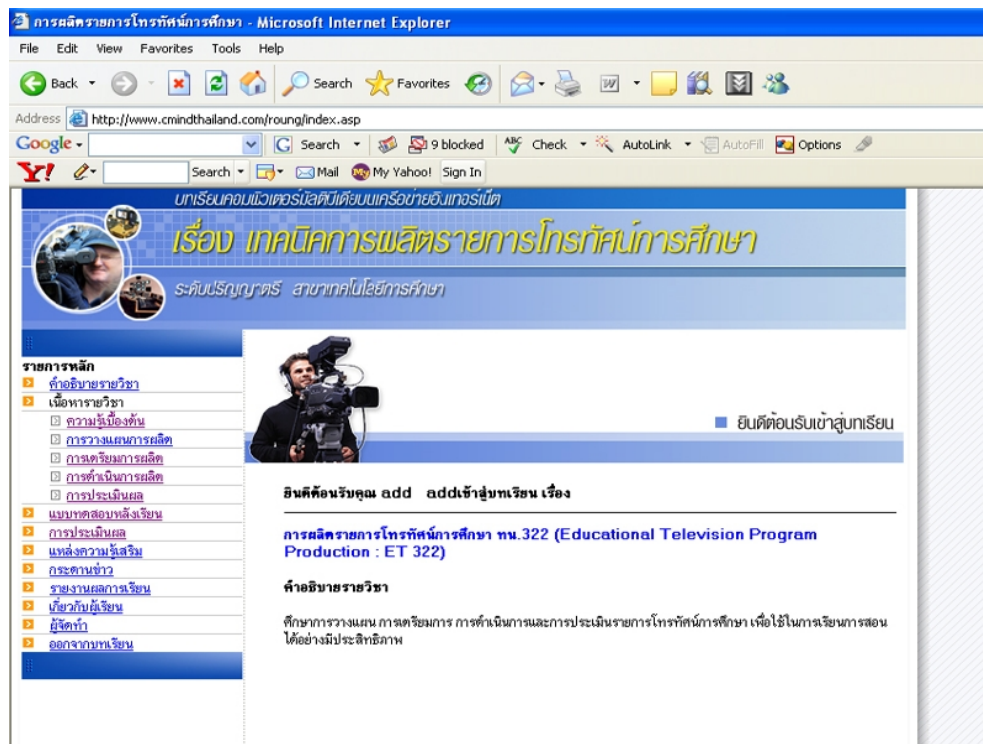 การผลิตรายการโทรทัศน์การศึกษา - Microsoft Internet Explorer
File Edit View Favorites Tools Help
Back Search Favorites
Address http://www.cmindthailand.com/roung/index.asp
Google Search 9 blocked ABC Check AutoLink AutoFill Options
Y! Search Mail My Yahoo! Sign In
บทเรียนคอมพิวเตอร์มัลติมีเดียบนเครือข่ายอินเทอร์เน็ต
เรื่อง เทคนิคการผลิตรายการโทรทัศน์การศึกษา
ระดับปริญญาตรี สาขาเทคโนโลยีการศึกษา
รายการหลัก
คำอธิบายรายวิชา
เนื้อหารายวิชา
ความรู้เบื้องต้น
การวางแผนการผลิต
การเตรียมการผลิต
การดำเนินการผลิต
การประเมินผล
แบบทดสอบหลังเรียน
การประเมินผล
แหล่งความรู้เสริม
กระดานข่าว
รายงานผลการเรียน
เกี่ยวกับผู้เรียน
ผู้จัดทำ
ออกจากบทเรียน
ยินดีต้อนรับเข้าสู่บทเรียน
ยินดีต้อนรับคุณ add addเข้าสู่บทเรียน เรื่อง
การผลิตรายการโทรทัศน์การศึกษา ทน.322 (Educational Television Program
Production : ET 322)
คำอธิบายรายวิชา
ศึกษาการวางแผน การเตรียมการ การดำเนินการและการประเมินรายการโทรทัศน์การศึกษา เพื่อใช้ในการเรียนการสอน
ได้อย่างมีประสิทธิภาพ